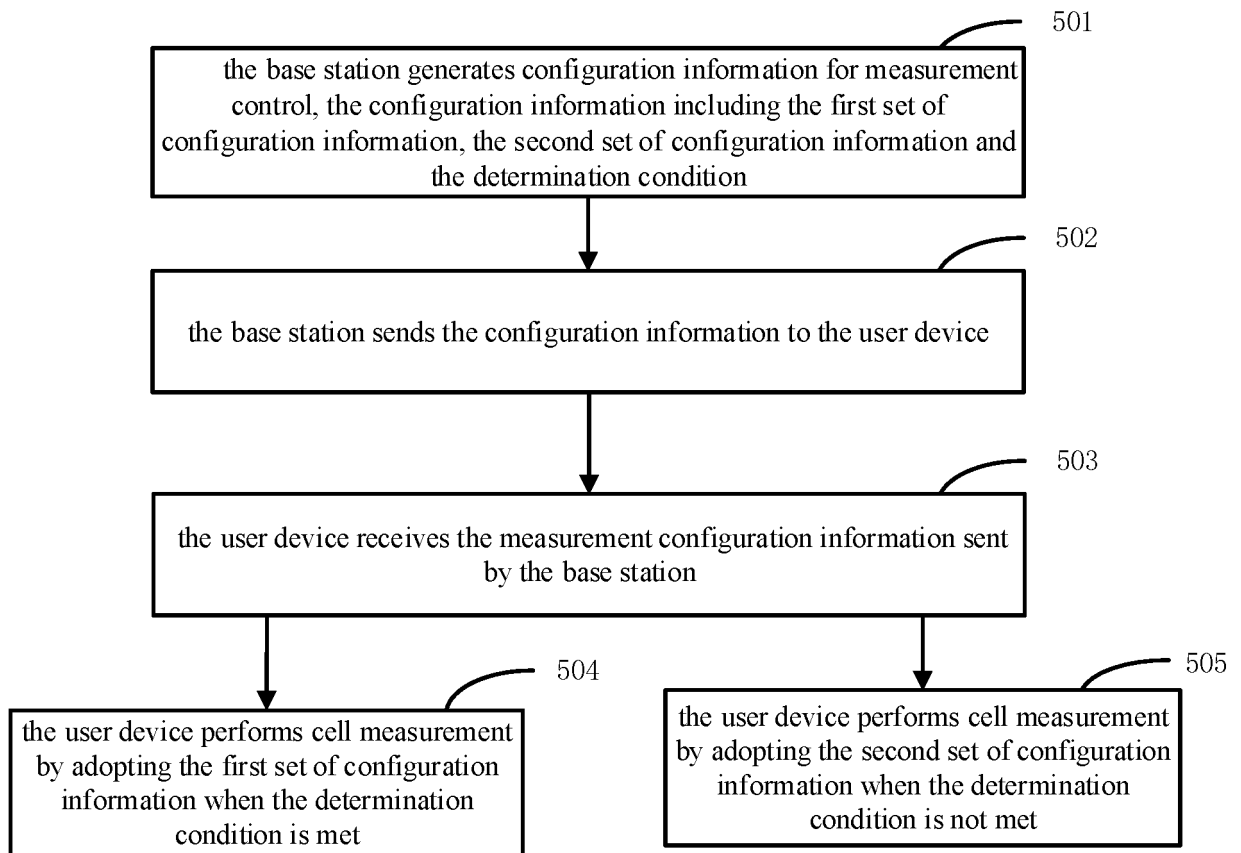 501
the base station generates configuration information for measurement
control, the configuration information including the first set of
configuration information, the second set of configuration information and
the determination condition
502
the base station sends the configuration information to the user device
503
the user device receives the measurement configuration information sent
by the base station
504
the user device performs cell measurement
by adopting the first set of configuration
information when the determination
condition is met
505
the user device performs cell measurement
by adopting the second set of configuration
information when the determination
condition is not met